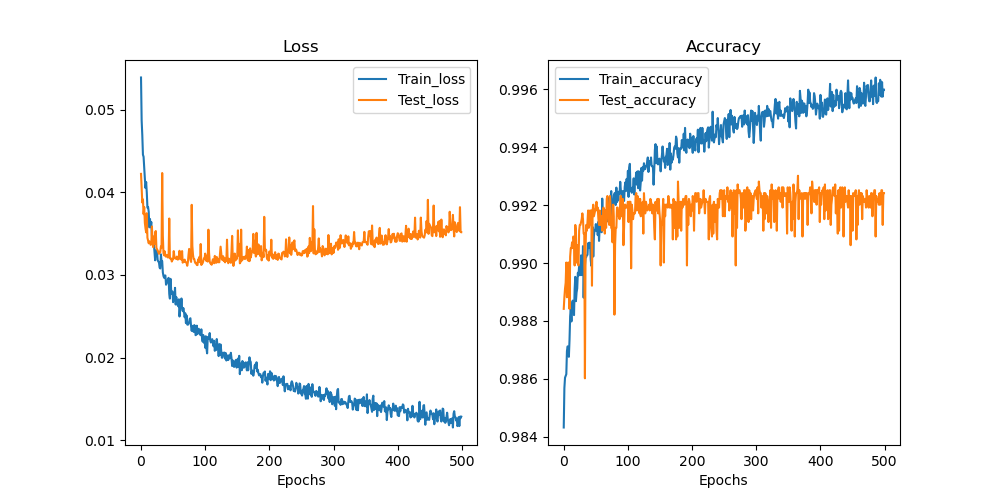 Loss
Train_loss
Test_loss
0.05
0.04
0.03
0.02
0.01
0 100 200 300 400 500
Epochs
Accuracy
Train_accuracy
Test_accuracy
0.996
0.994
0.992
0.990
0.988
0.986
0.984
0 100 200 300 400 500
Epochs